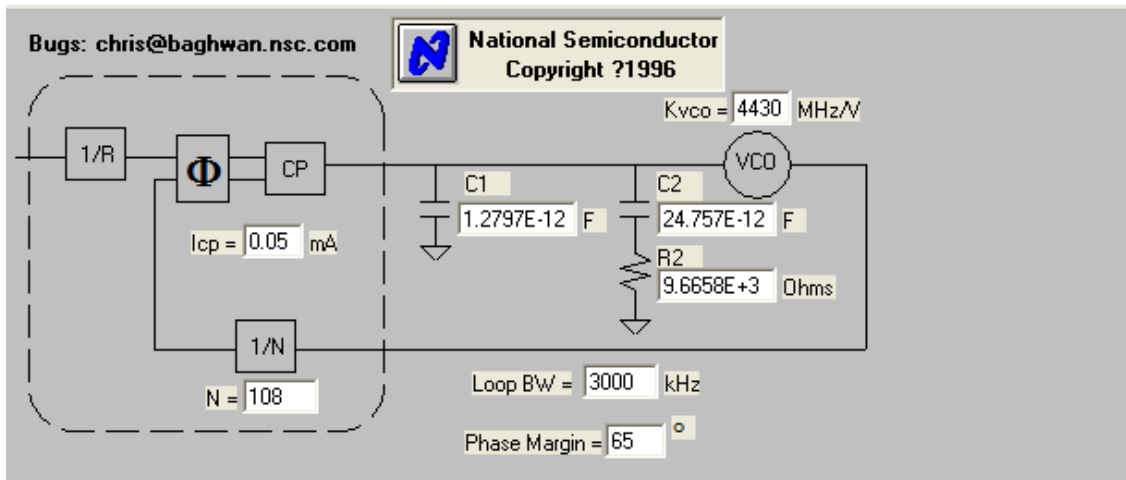 Bugs: chris@baghwan.nsc.com
National Semiconductor
Copyright ?1996
Kvco = 4430 MHz/V
1/R
Φ
CP
VCO
C1
1.2797E-12 F
C2
24.757E-12 F
Icp = 0.05 mA
R2
9.6658E+3 Ohms
1/N
N = 108
Loop BW = 3000 kHz
Phase Margin = 65 °